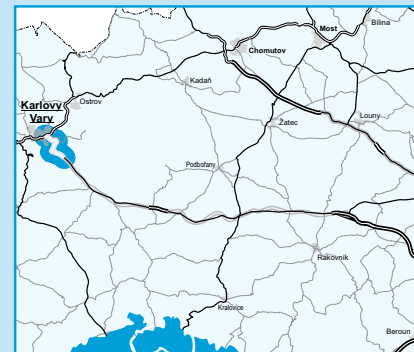 Most
Bílina
Chomutov
Kadaň
Ostrov
Karlovy
Vary
Žatec
Louny
Podbořany
Rakovník
Kralovice
Beroun